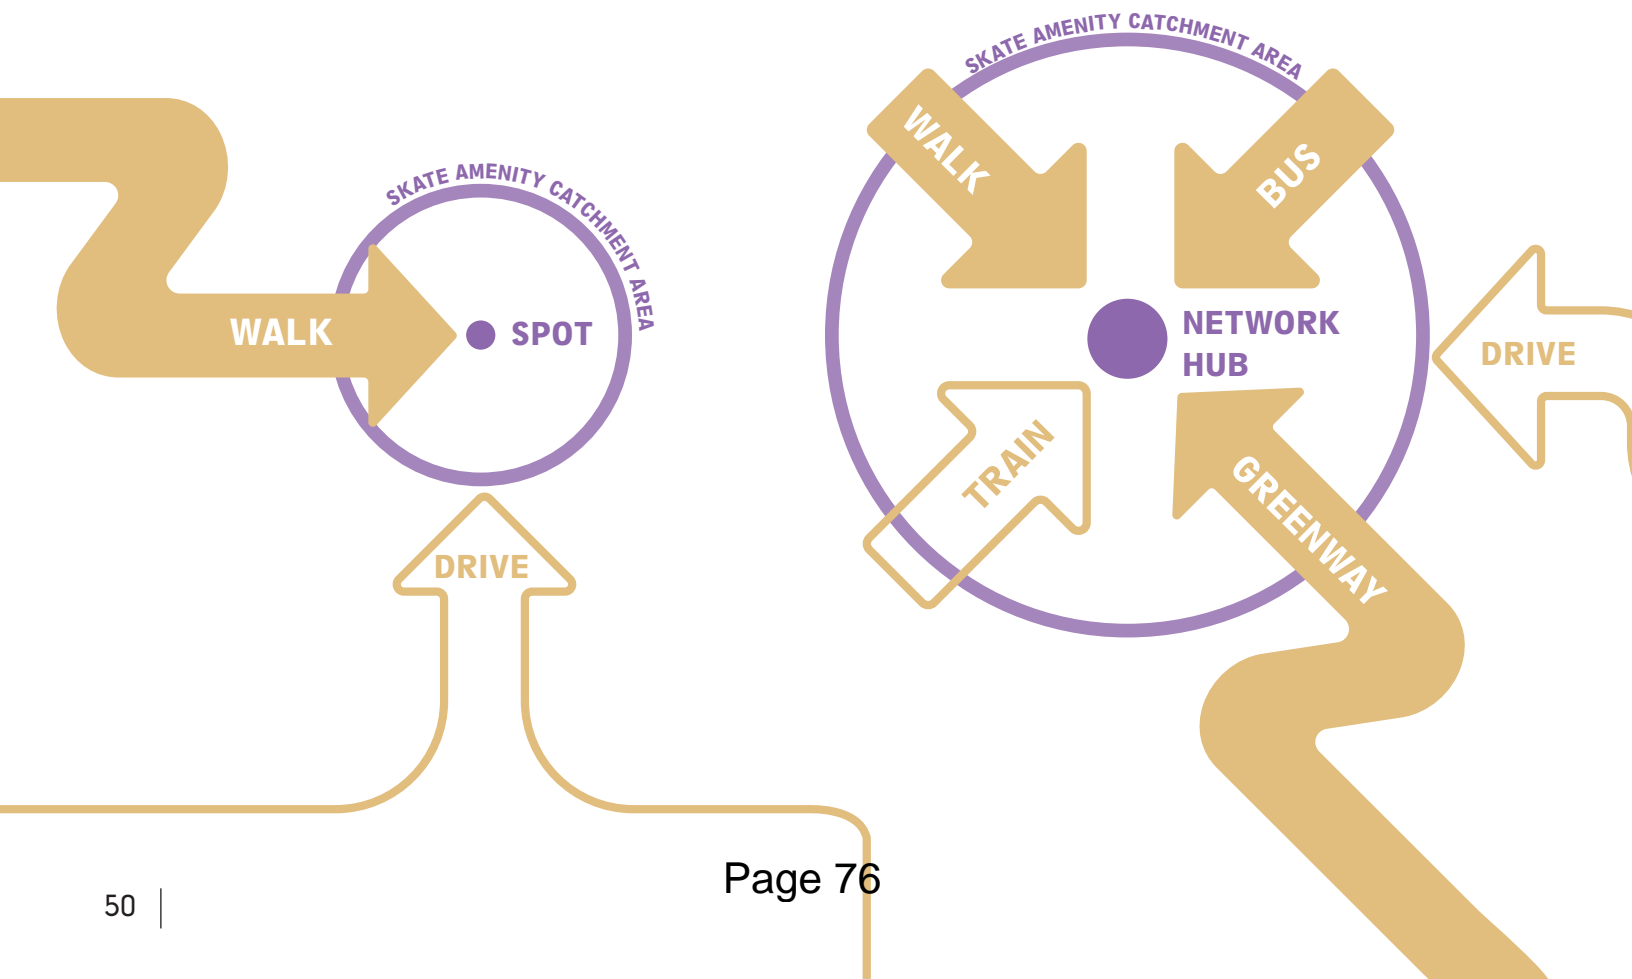 SKATE AMENITY CATCHMENT AREA
WALK
SPOT
DRIVE
SKATE AMENITY CATCHMENT AREA
WALK
BUS
NETWORK
HUB
DRIVE
TRAIN
GREENWAY
Page 76
50